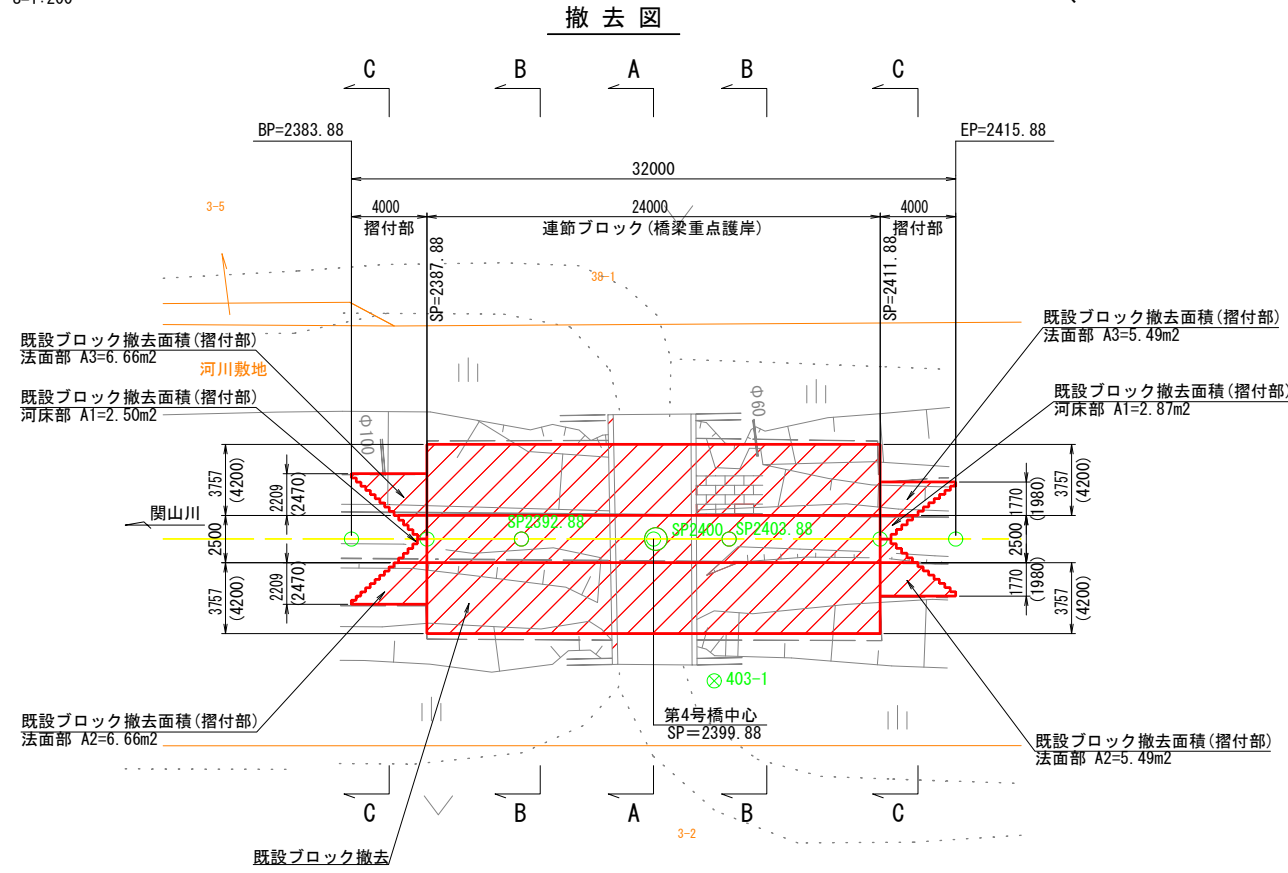 撤去図
C
B
A
B
C
BP=2383.88
EP=2415.88
32000
3-5
4000
24000
4000
摺付部
連節ブロック(橋梁重点護岸)
摺付部
SP=2387.88
SP=2411.88
38-1
既設ブロック撤去面積(摺付部)
法面部 A3=6.66m2
既設ブロック撤去面積(摺付部)
法面部 A3=5.49m2
河川敷地
既設ブロック撤去面積(摺付部)
河床部 A1=2.50m2
既設ブロック撤去面積(摺付部)
河床部 A1=2.87m2
Φ100
Φ60
3757
(4200)
2209
(2470)
1770
(1980)
3757
(4200)
関山川
2500
SP2392.88
SP2400
SP2403.88
2500
3757
(4200)
2209
(2470)
1770
(1980)
3757
(4200)
403-1
既設ブロック撤去面積(摺付部)
法面部 A2=6.66m2
第4号橋中心
SP=2399.88
既設ブロック撤去面積(摺付部)
法面部 A2=5.49m2
C
B
A
B
C
3-2
既設ブロック撤去